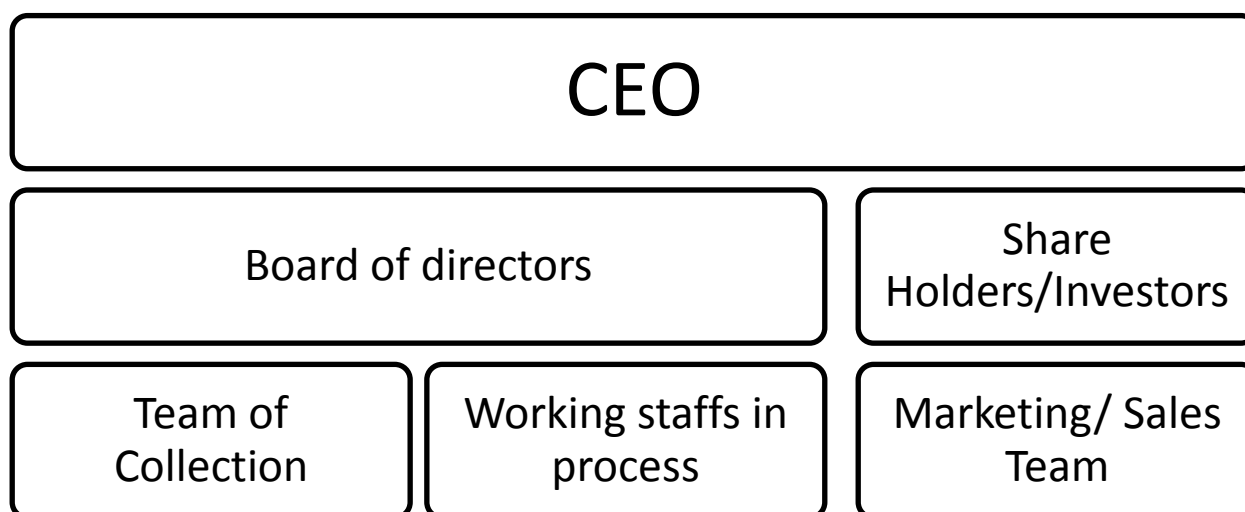 CEO
Board of directors
Share
Holders/Investors
Team of
Collection
Working staffs in
process
Marketing/ Sales
Team